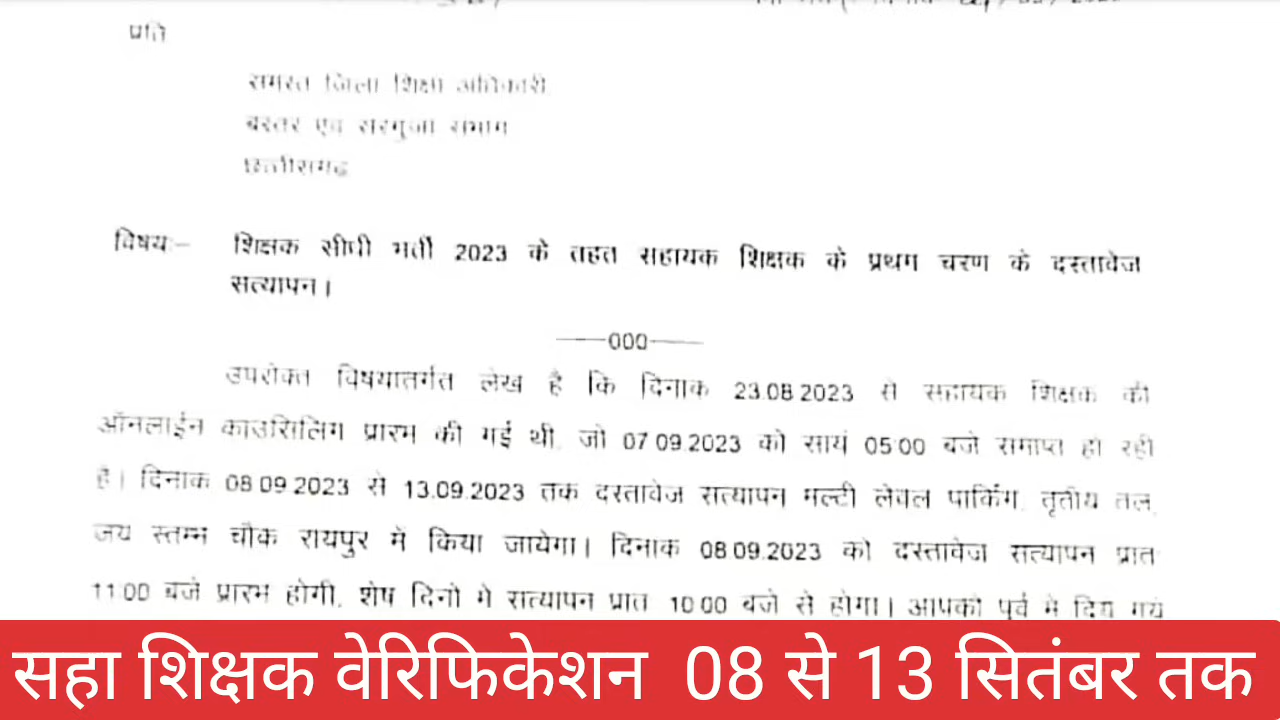 प्रति
समस्त जिला शिक्षा अधिकारी
बस्तर एवं सरगुजा संभाग
छत्तीसगढ़
विषय:– शिक्षक सीधी भर्ती 2023 के तहत सहायक शिक्षक के प्रथम चरण के दस्तावेज
सत्यापन।
——000——
उपरोक्त विषयातर्गत लेख है कि दिनाक 23.08.2023 से सहायक शिक्षक की
ऑनलाईन काउसिलिग प्रारभ की गई थी, जो 07.09.2023 को सायं 05:00 बजे समाप्त हो रही
है। दिनाक 08.09.2023 से 13.09.2023 तक दस्तावेज सत्यापन मल्टी लेवल पार्किंग, तृतीय तल,
जय स्तम्भ चौक रायपुर में किया जायेगा। दिनाक 08.09.2023 को दस्तावेज सत्यापन प्रात
11:00 बजे प्रारभ होगी, शेष दिनो मे सत्यापन प्रात 10:00 बजे से होगा। आपको पूर्व मे दिये गये
सहा शिक्षक वेरिफिकेशन 08 से 13 सितंबर तक